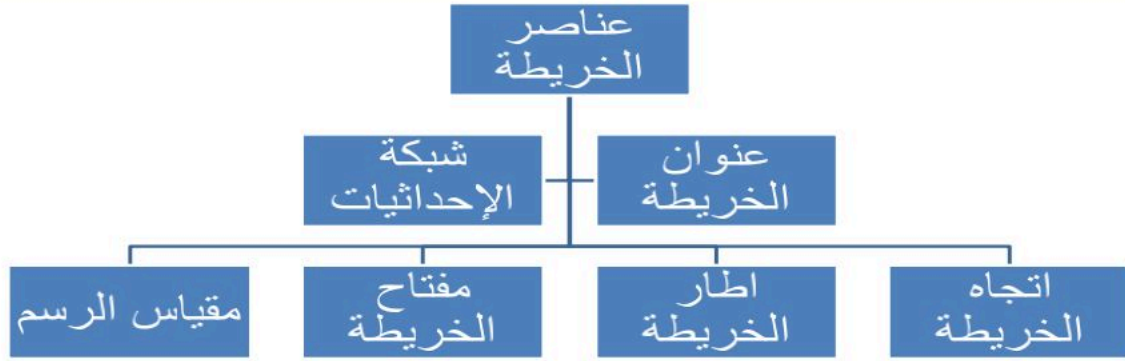 عناصر
الخريطة
عنوان
الخريطة
شبكة
الإحداثيات
اتجاه
الخريطة
اطار
الخريطة
مفتاح
الخريطة
مقياس الرسم